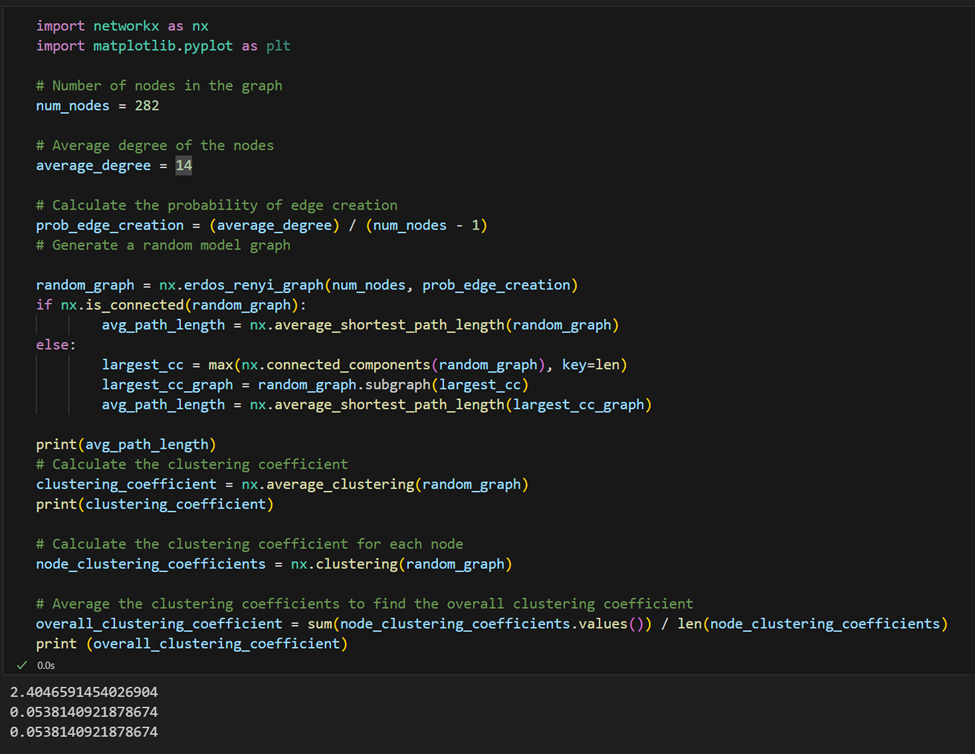 import networkx as nx
import matplotlib.pyplot as plt
# Number of nodes in the graph
num_nodes = 282
# Average degree of the nodes
average_degree = 14
# Calculate the probability of edge creation
prob_edge_creation = (average_degree) / (num_nodes - 1)
# Generate a random model graph
random_graph = nx.erdos_renyi_graph(num_nodes, prob_edge_creation)
if nx.is_connected(random_graph):
        avg_path_length = nx.average_shortest_path_length(random_graph)
else:
        largest_cc = max(nx.connected_components(random_graph), key=len)
        largest_cc_graph = random_graph.subgraph(largest_cc)
        avg_path_length = nx.average_shortest_path_length(largest_cc_graph)
print(avg_path_length)
# Calculate the clustering coefficient
clustering_coefficient = nx.average_clustering(random_graph)
print(clustering_coefficient)
# Calculate the clustering coefficient for each node
node_clustering_coefficients = nx.clustering(random_graph)
# Average the clustering coefficients to find the overall clustering coefficient
overall_clustering_coefficient = sum(node_clustering_coefficients.values()) / len(node_clustering_coefficients)
print (overall_clustering_coefficient)
✓ 0.0s
2.4046591454026904
0.0538140921878674
0.0538140921878674